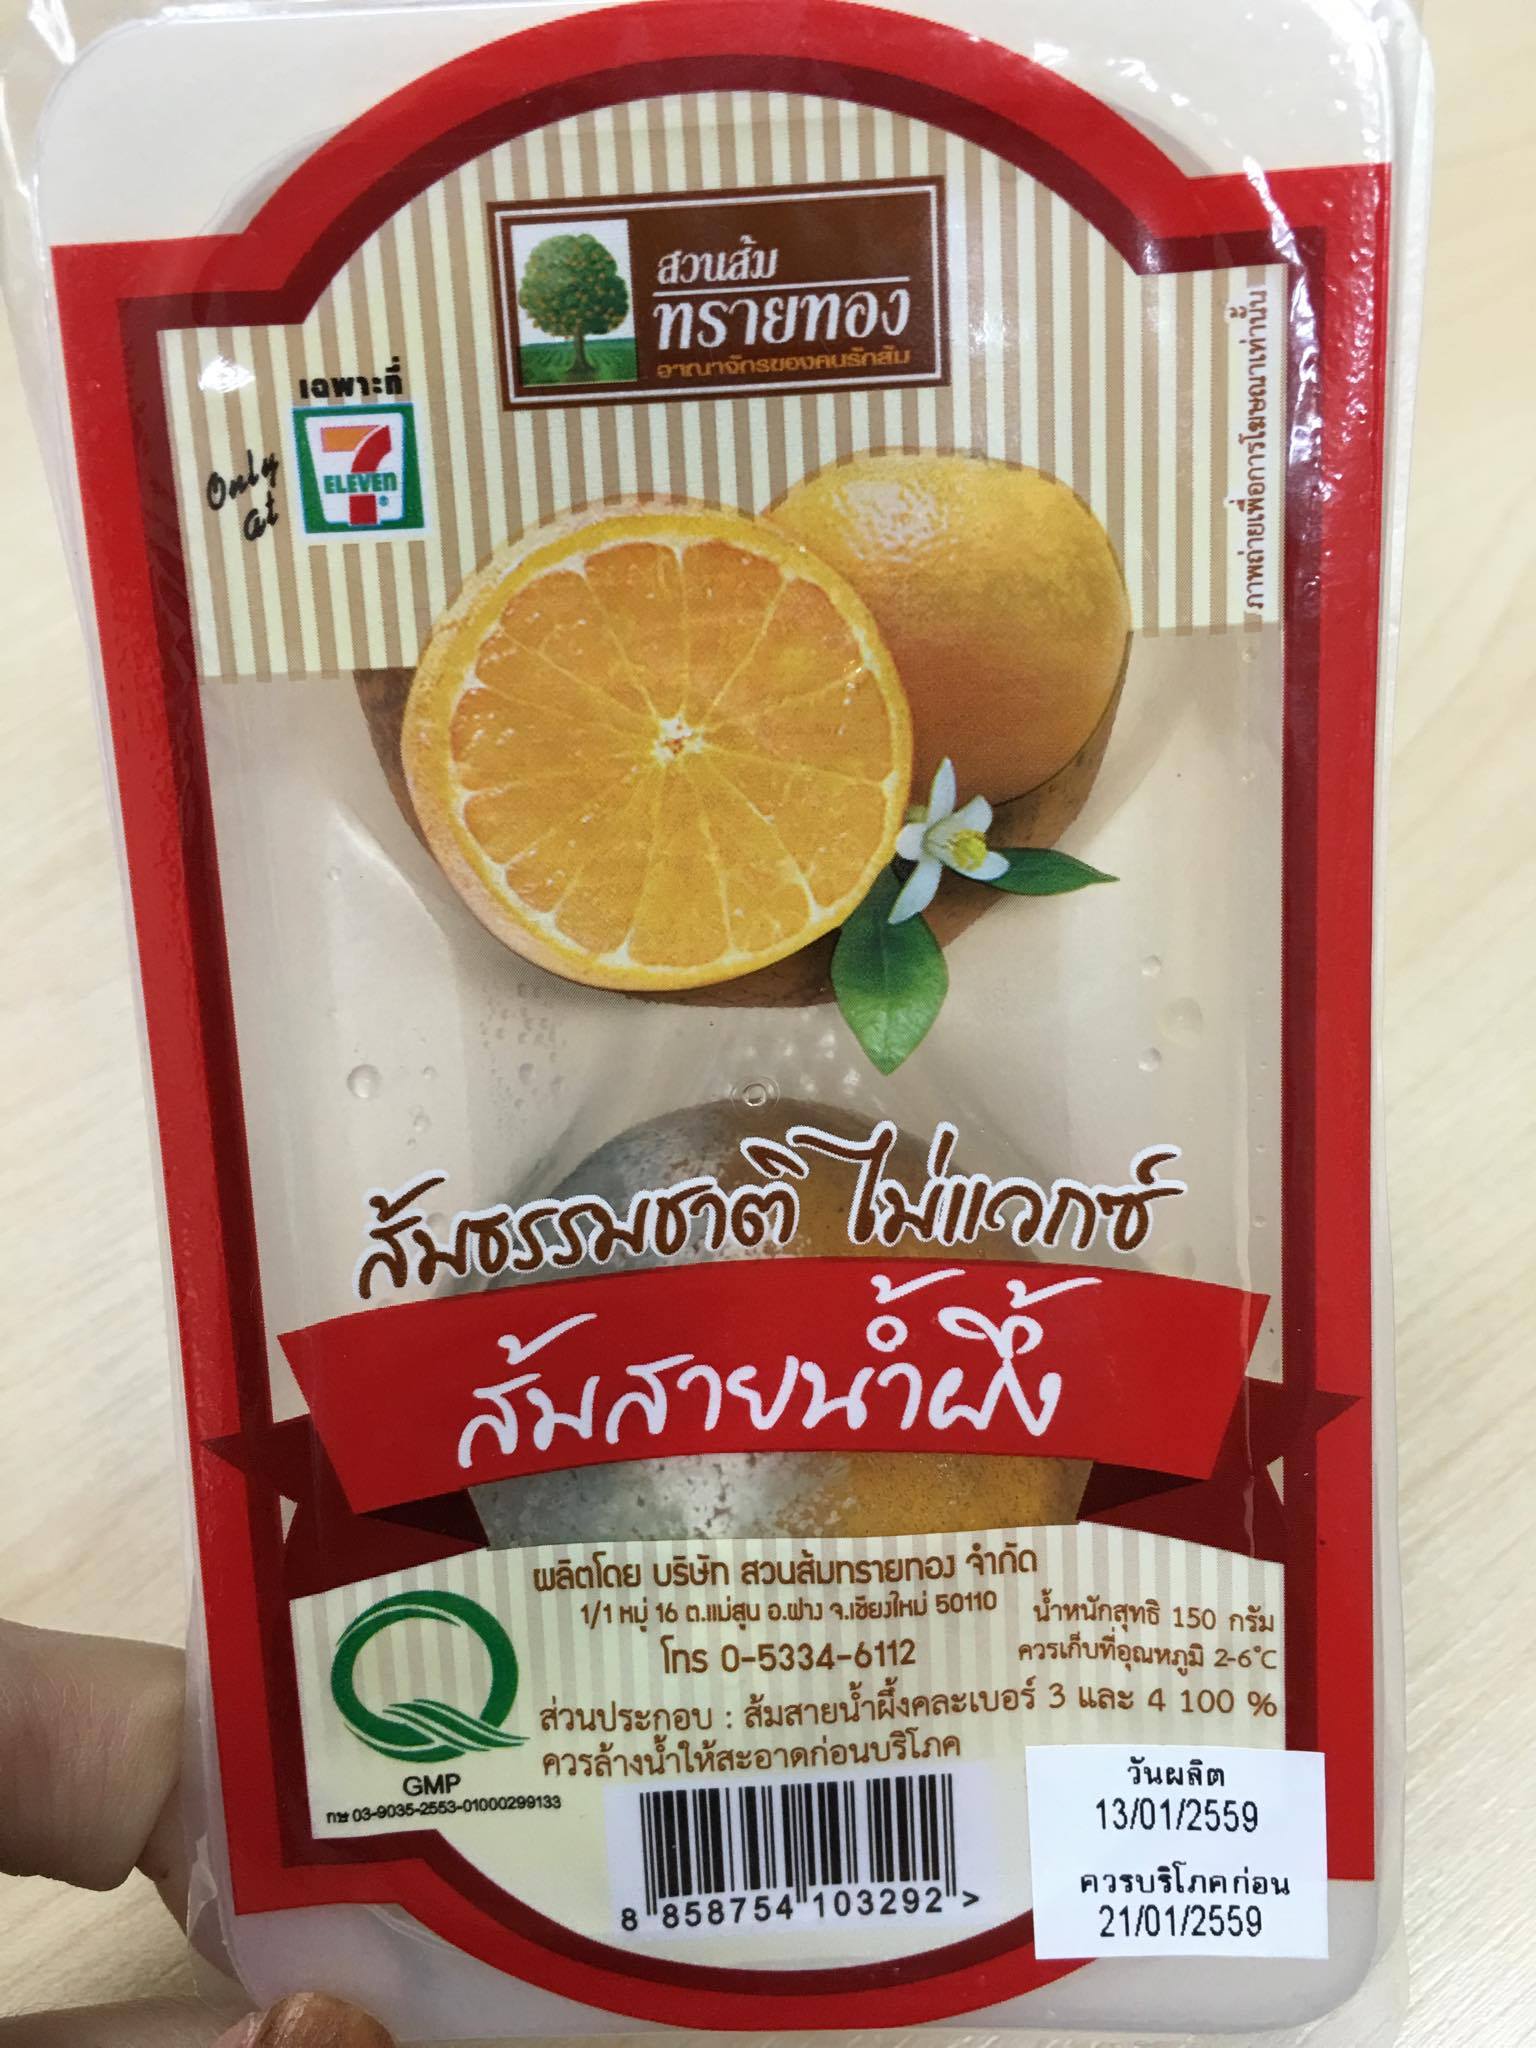 สวนส้ม
ทรายทอง
อาณาจักรของคนรักส้ม
เฉพาะที่
Only at
7
ELEVEn
ภาพถ่ายเพื่อการโฆษณาเท่านั้น
ส้มธรรมชาติ ไม่แวกซ์
ส้มสายน้ำผึ้ง
ผลิตโดย บริษัท สวนส้มทรายทอง จำกัด
1/1 หมู่ 16 ต.แม่สูน อ.ฝาง จ.เชียงใหม่ 50110
โทร 0-5334-6112
น้ำหนักสุทธิ 150 กรัม
ควรเก็บที่อุณหภูมิ 2-6°C
ส่วนประกอบ : ส้มสายน้ำผึ้งคละเบอร์ 3 และ 4 100 %
ควรล้างน้ำให้สะอาดก่อนบริโภค
Q
GMP
กษ 03-9035-2553-01000299133
8 858754 103292 >
วันผลิต
13/01/2559
ควรบริโภคก่อน
21/01/2559